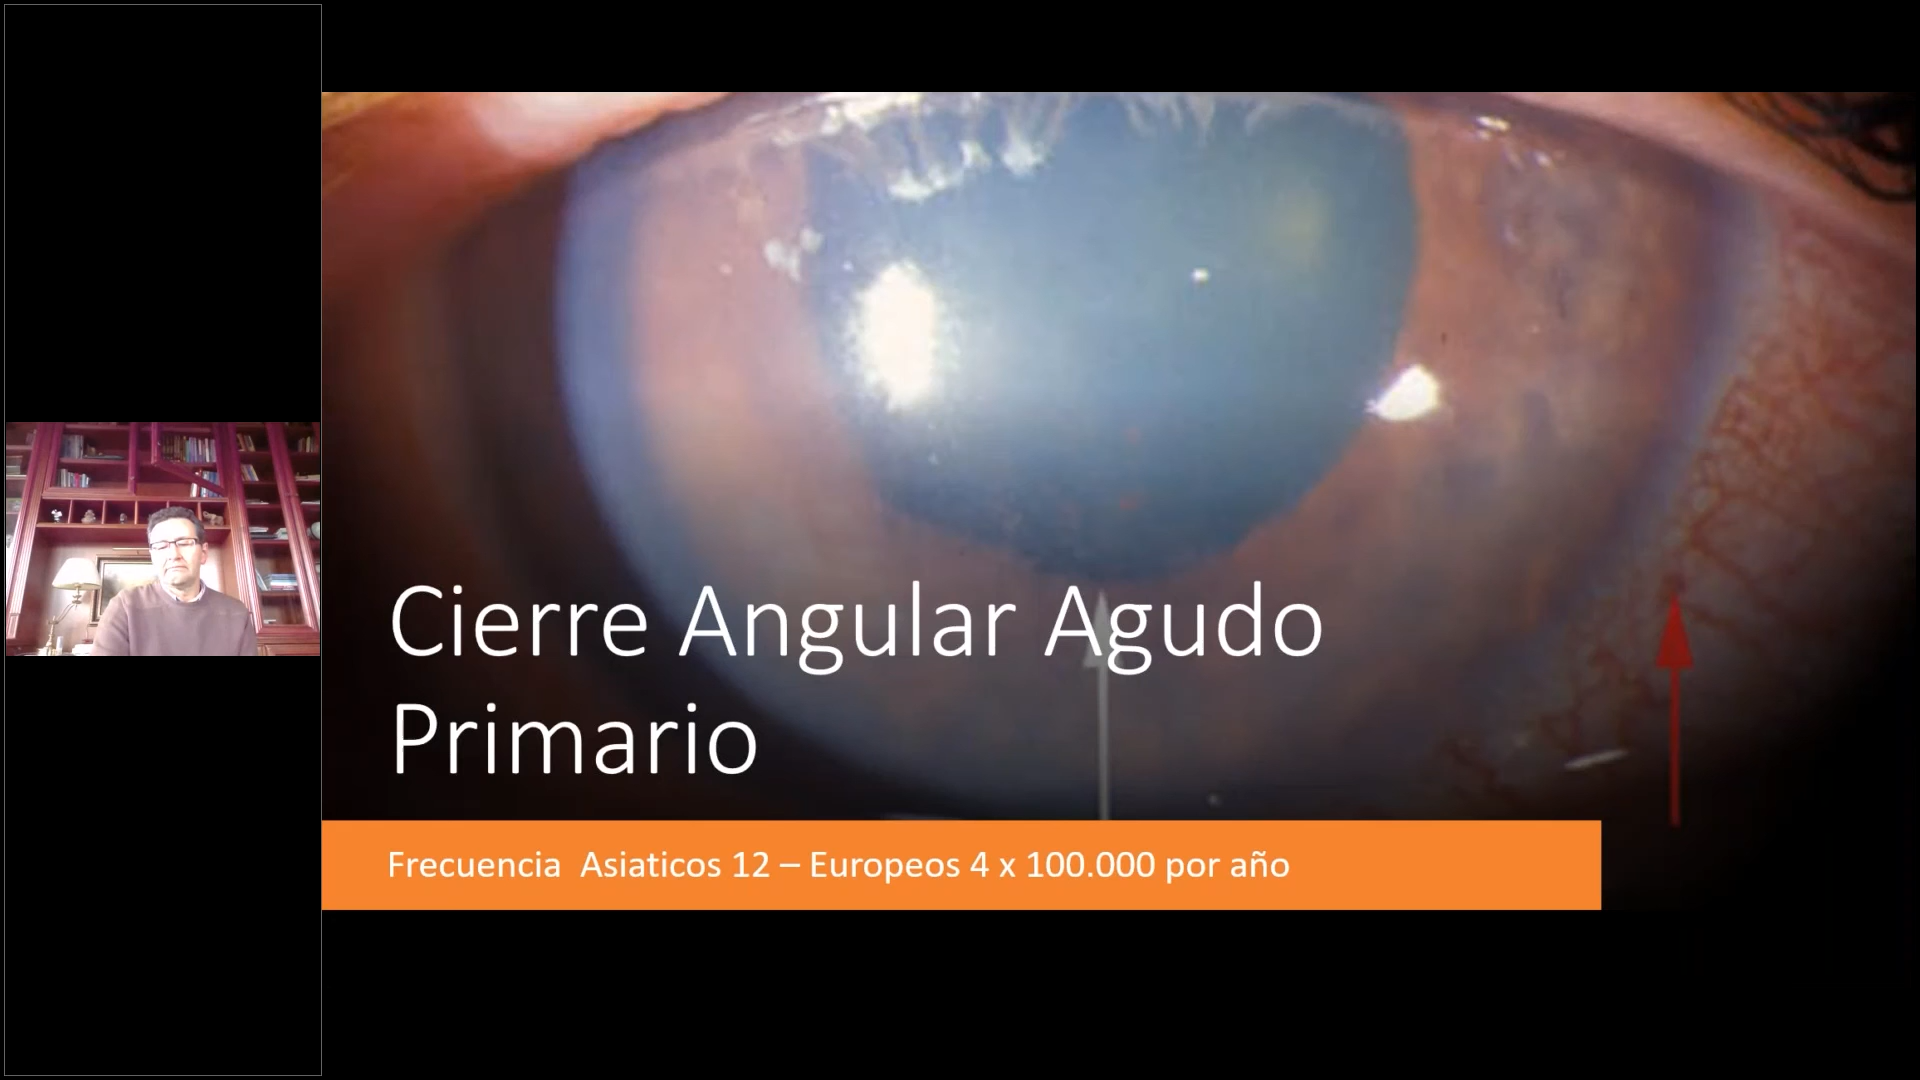 Cierre Angular Agudo
Primario
Frecuencia  Asiaticos 12 – Europeos 4 x 100.000 por año